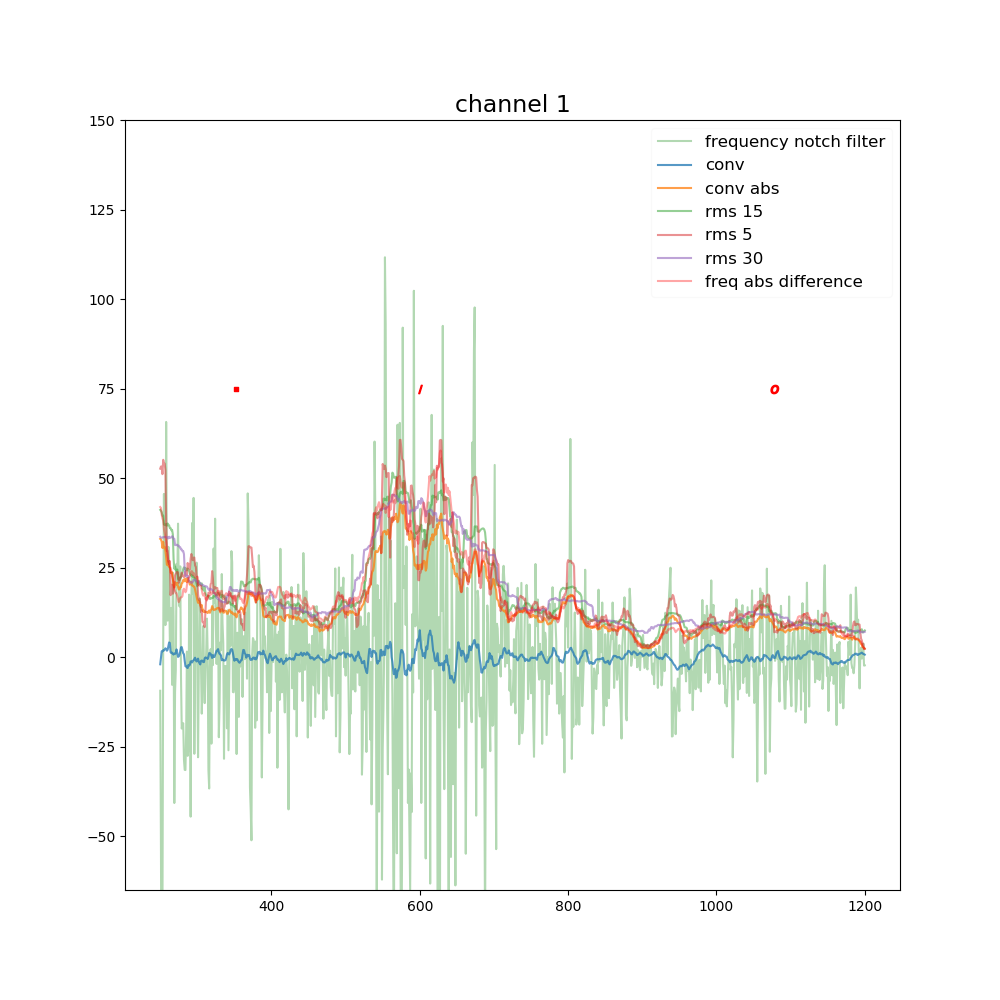 channel 1
150
frequency notch filter
conv
conv abs
rms 15
rms 5
rms 30
freq abs difference
125
100
75
. / o
50
25
0
−25
−50
400 600 800 1000 1200